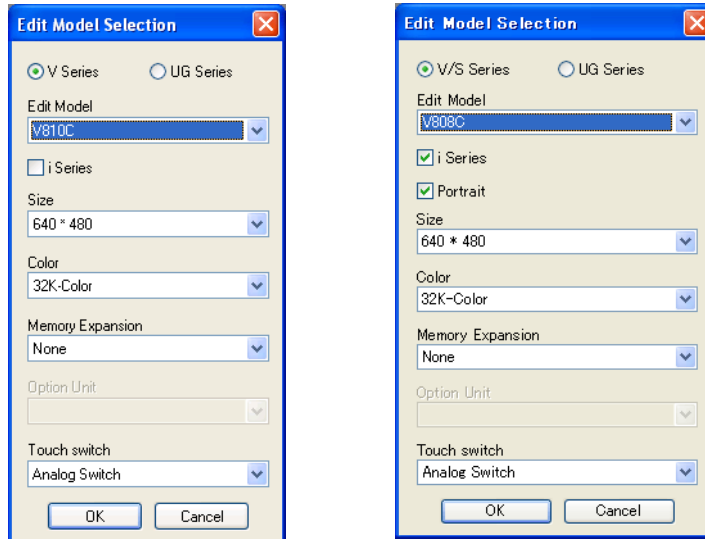 Edit Model Selection
V Series UG Series
Edit Model
V810C
i Series
Size
640 * 480
Color
32K-Color
Memory Expansion
None
Option Unit
Touch switch
Analog Switch
OK Cancel
Edit Model Selection
V/S Series UG Series
Edit Model
V808C
i Series
Portrait
Size
640 * 480
Color
32K-Color
Memory Expansion
None
Option Unit
Touch switch
Analog Switch
OK Cancel